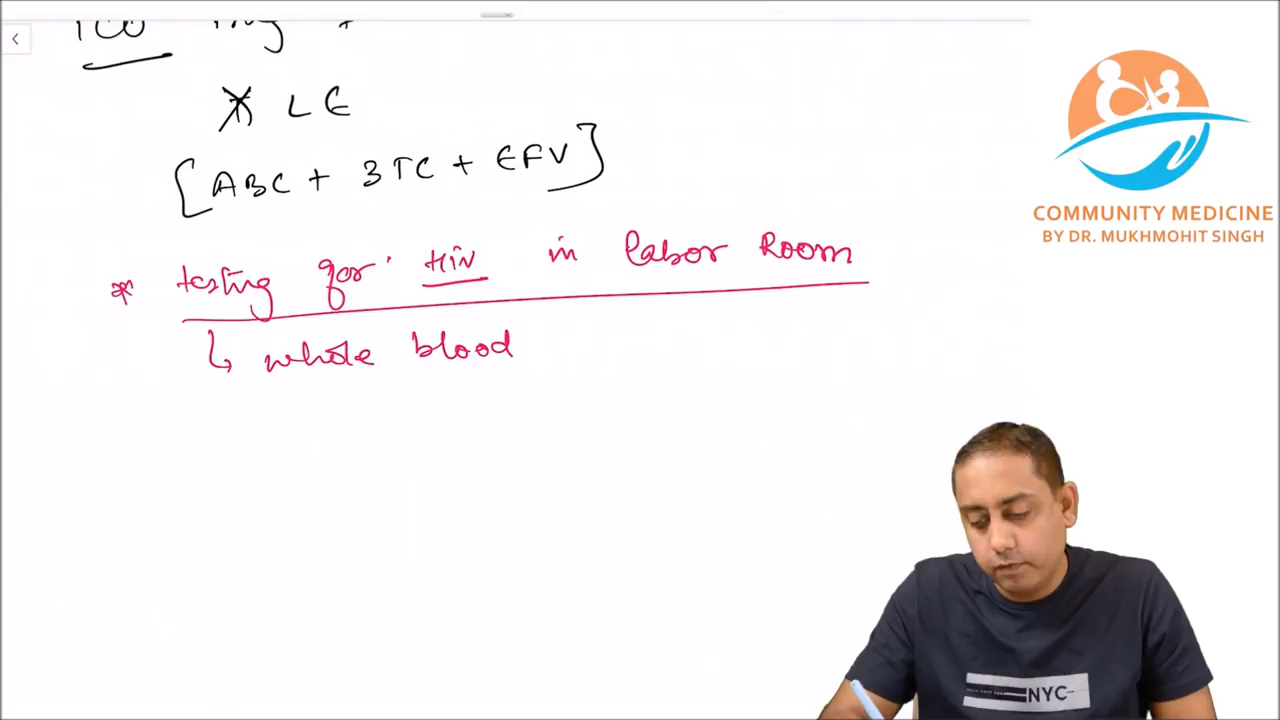 * LE
[ABC + 3TC + EFV]
* testing for HIV in labor Room
↳ whole blood
COMMUNITY MEDICINE
BY DR. MUKHMOHIT SINGH
NYC